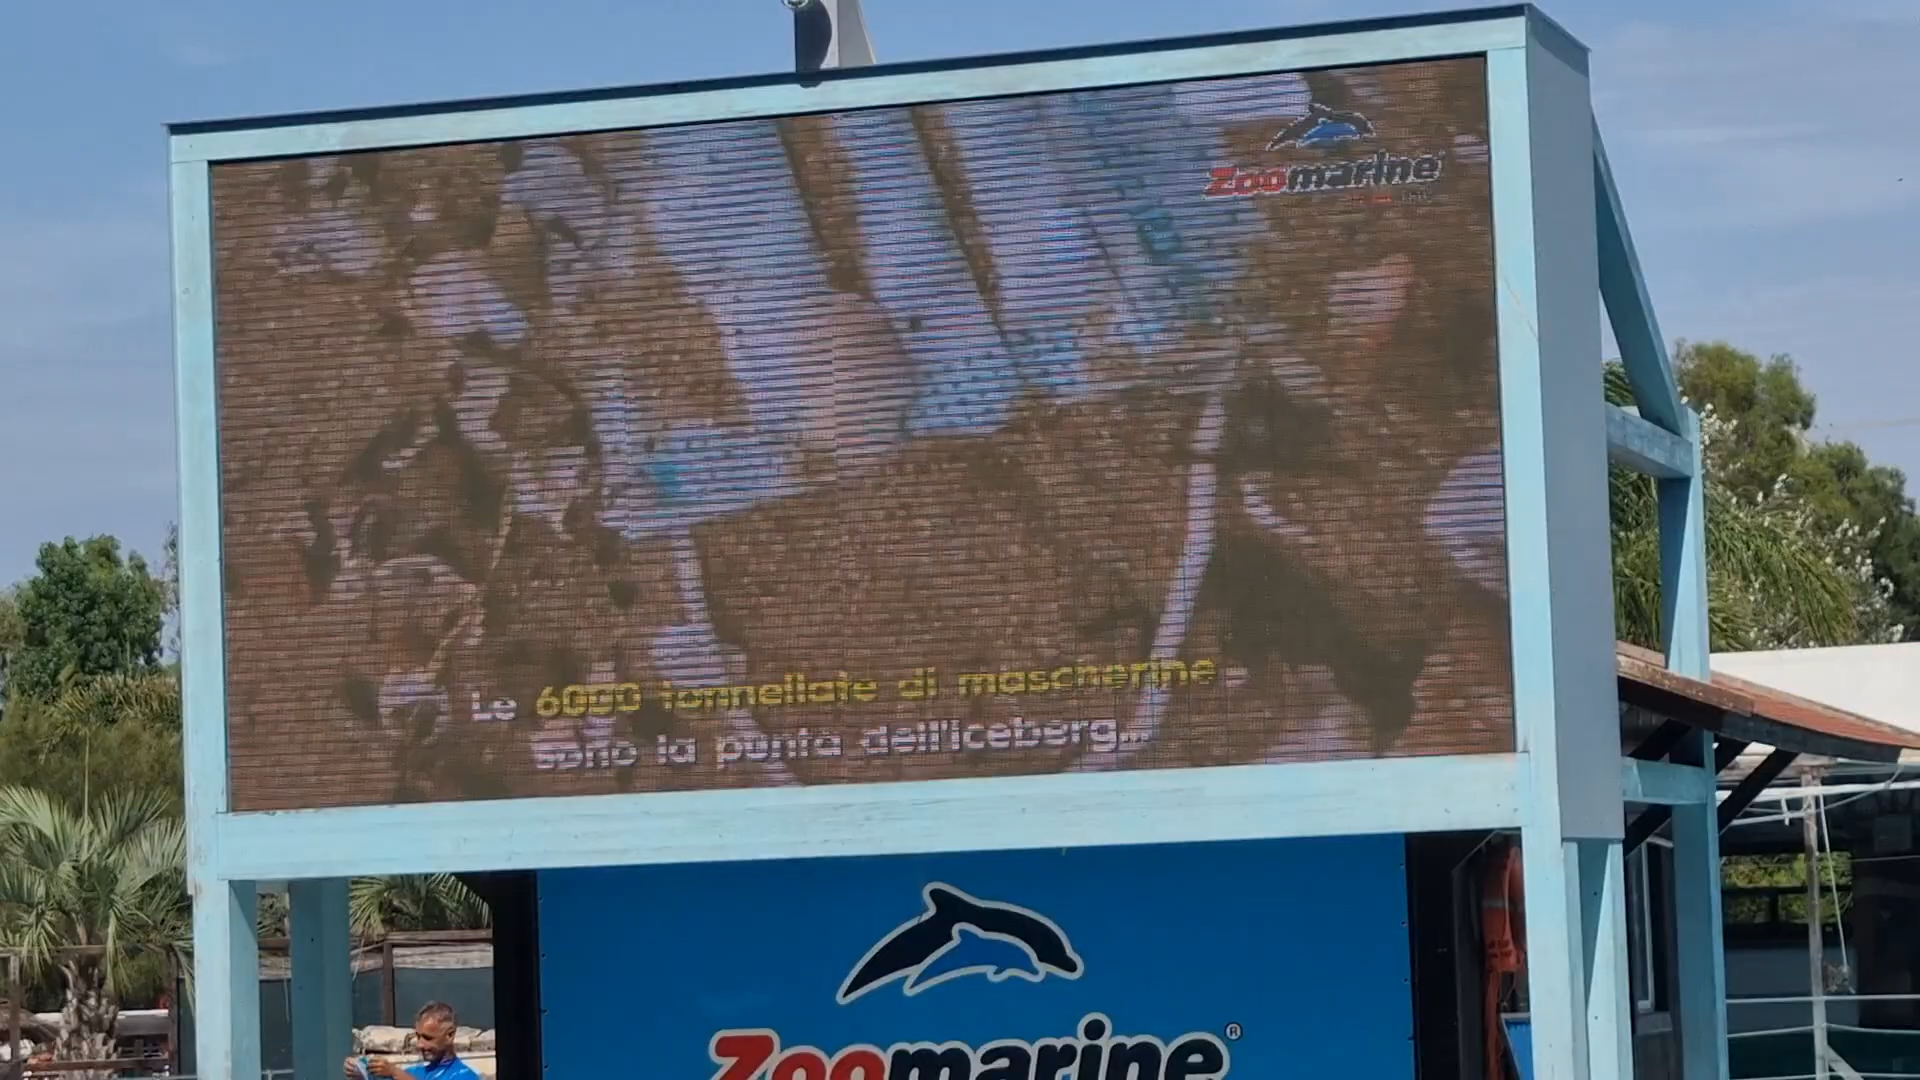 Zoomarine
Le 6000 tonnellate di mascherine
sono la punta dell'iceberg...
Zoomarine®